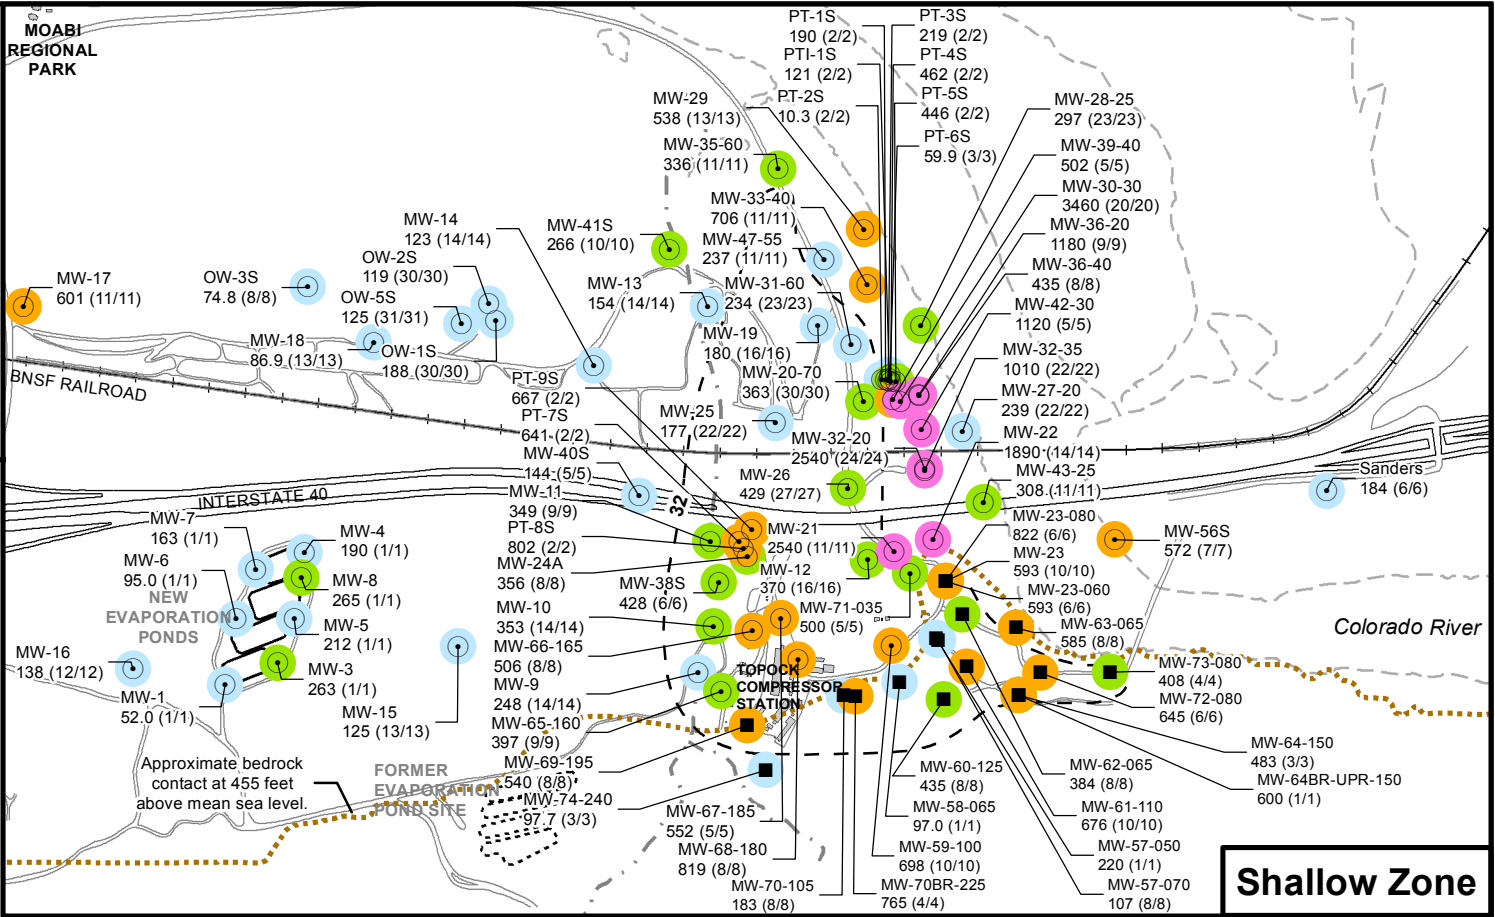 MOABI
REGIONAL
PARK
PT-1S
190 (2/2)
PT-3S
219 (2/2)
PTI-1S
121 (2/2)
PT-4S
462 (2/2)
PT-2S
10.3 (2/2)
PT-5S
446 (2/2)
PT-6S
59.9 (3/3)
MW-29
538 (13/13)
MW-28-25
297 (23/23)
MW-35-60
336 (11/11)
MW-39-40
502 (5/5)
MW-33-40
706 (11/11)
MW-30-30
3460 (20/20)
MW-14
123 (14/14)
MW-41S
266 (10/10)
MW-47-55
237 (11/11)
MW-36-20
1180 (9/9)
MW-17
601 (11/11)
OW-3S
74.8 (8/8)
OW-2S
119 (30/30)
OW-5S
125 (31/31)
MW-13
154 (14/14)
MW-31-60
234 (23/23)
MW-36-40
435 (8/8)
MW-42-30
1120 (5/5)
MW-18
86.9 (13/13)
OW-1S
188 (30/30)
MW-19
180 (16/16)
MW-32-35
1010 (22/22)
BNSF RAILROAD
PT-9S
667 (2/2)
MW-20-70
363 (30/30)
MW-27-20
239 (22/22)
PT-7S
641 (2/2)
MW-25
177 (22/22)
MW-32-20
2540 (24/24)
MW-22
1890 (14/14)
MW-40S
144 (5/5)
MW-26
429 (27/27)
MW-43-25
308 (11/11)
Sanders
184 (6/6)
INTERSTATE 40
32
MW-11
349 (9/9)
MW-7
163 (1/1)
MW-4
190 (1/1)
PT-8S
802 (2/2)
MW-21
2540 (11/11)
MW-23-080
822 (6/6)
MW-56S
572 (7/7)
MW-6
95.0 (1/1)
MW-8
265 (1/1)
MW-24A
356 (8/8)
MW-38S
428 (6/6)
MW-12
370 (16/16)
MW-23
593 (10/10)
NEW
EVAPORATION
PONDS
MW-5
212 (1/1)
MW-10
353 (14/14)
MW-71-035
500 (5/5)
MW-23-060
593 (6/6)
MW-63-065
585 (8/8)
Colorado River
MW-16
138 (12/12)
MW-3
263 (1/1)
MW-66-165
506 (8/8)
MW-73-080
408 (4/4)
MW-1
52.0 (1/1)
MW-15
125 (13/13)
MW-9
248 (14/14)
TOPOCK
COMPRESSOR
STATION
MW-72-080
645 (6/6)
MW-65-160
397 (9/9)
MW-64-150
483 (3/3)
Approximate bedrock
contact at 455 feet
above mean sea level.
FORMER
EVAPORATION
POND SITE
MW-69-195
540 (8/8)
MW-74-240
97.7 (3/3)
MW-60-125
435 (8/8)
MW-62-065
384 (8/8)
MW-64BR-UPR-150
600 (1/1)
MW-67-185
552 (5/5)
MW-58-065
97.0 (1/1)
MW-61-110
676 (10/10)
MW-68-180
819 (8/8)
MW-59-100
698 (10/10)
MW-57-050
220 (1/1)
MW-70-105
183 (8/8)
MW-70BR-225
765 (4/4)
MW-57-070
107 (8/8)
Shallow Zone